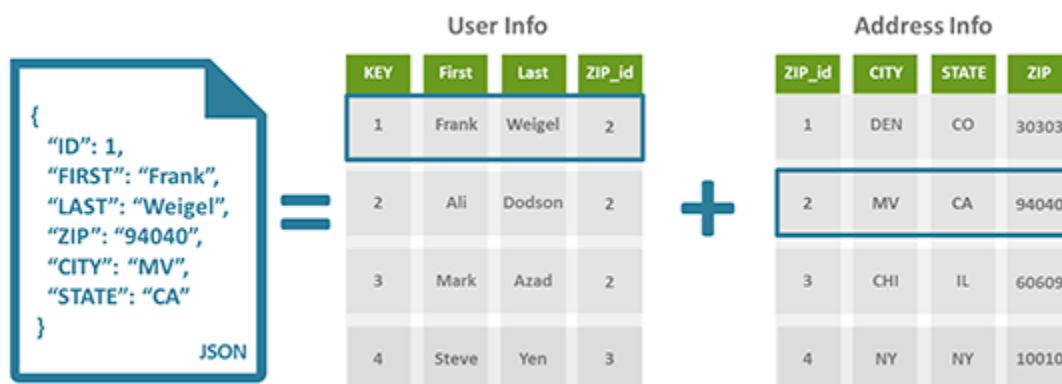 User Info
Address Info
{
“ID”: 1,
“FIRST”: “Frank”,
“LAST”: “Weigel”,
“ZIP”: “94040”,
“CITY”: “MV”,
“STATE”: “CA”
}
JSON
=
KEY First Last ZIP_id
1 Frank Weigel 2
2 Ali Dodson 2
3 Mark Azad 2
4 Steve Yen 3
+
ZIP_id CITY STATE ZIP
1 DEN CO 30303
2 MV CA 94040
3 CHI IL 60609
4 NY NY 10010